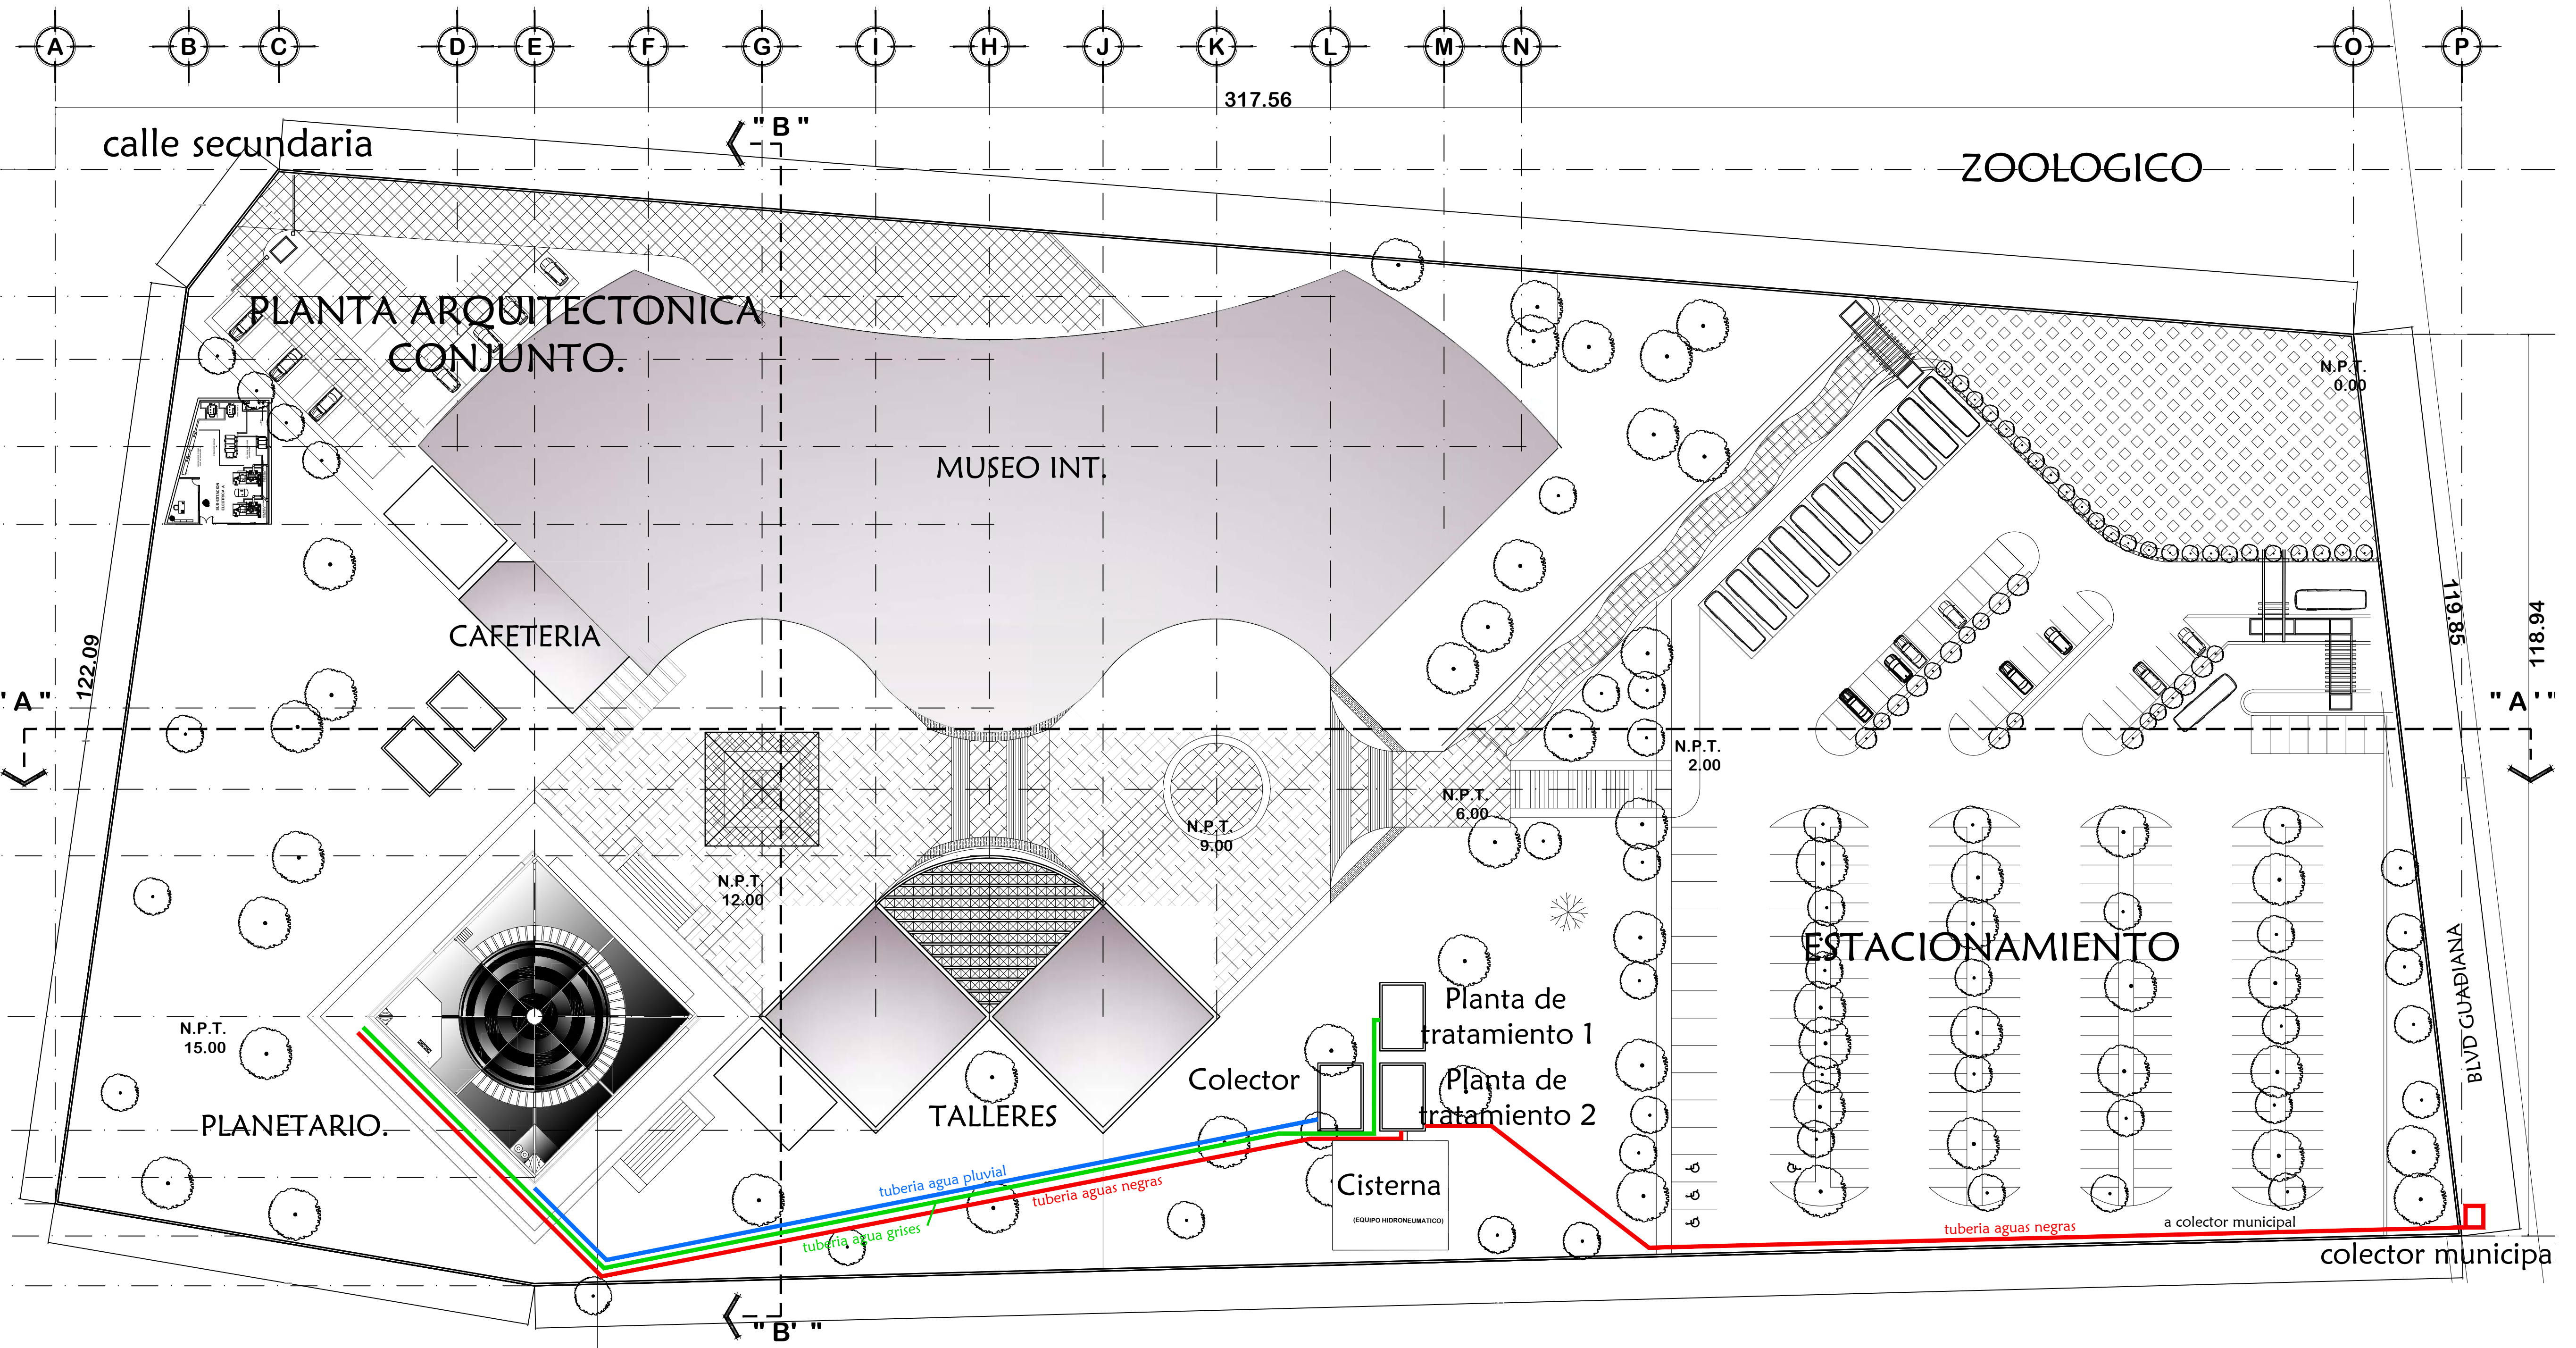 A B C D E F G I H J K L M N O P
317.56
" B "
calle secundaria
ZOOLOGICO
PLANTA ARQUITECTONICA
CONJUNTO.
N.P.T.
0.00
MUSEO INT.
CAFETERIA
122.09
119.85
118.94
' A "
" A ' "
N.P.T.
2.00
N.P.T.
6.00
N.P.T.
9.00
N.P.T.
12.00
ESTACIONAMIENTO
BLVD GUADIANA
Planta de
tratamiento 1
N.P.T.
15.00
Colector
Planta de
tratamiento 2
PLANETARIO.
TALLERES
tuberia agua pluvial
tuberia aguas negras
tuberia agua grises
Cisterna
(EQUIPO HIDRONEUMATICO)
tuberia aguas negras
a colector municipal
colector municipa
" B' "